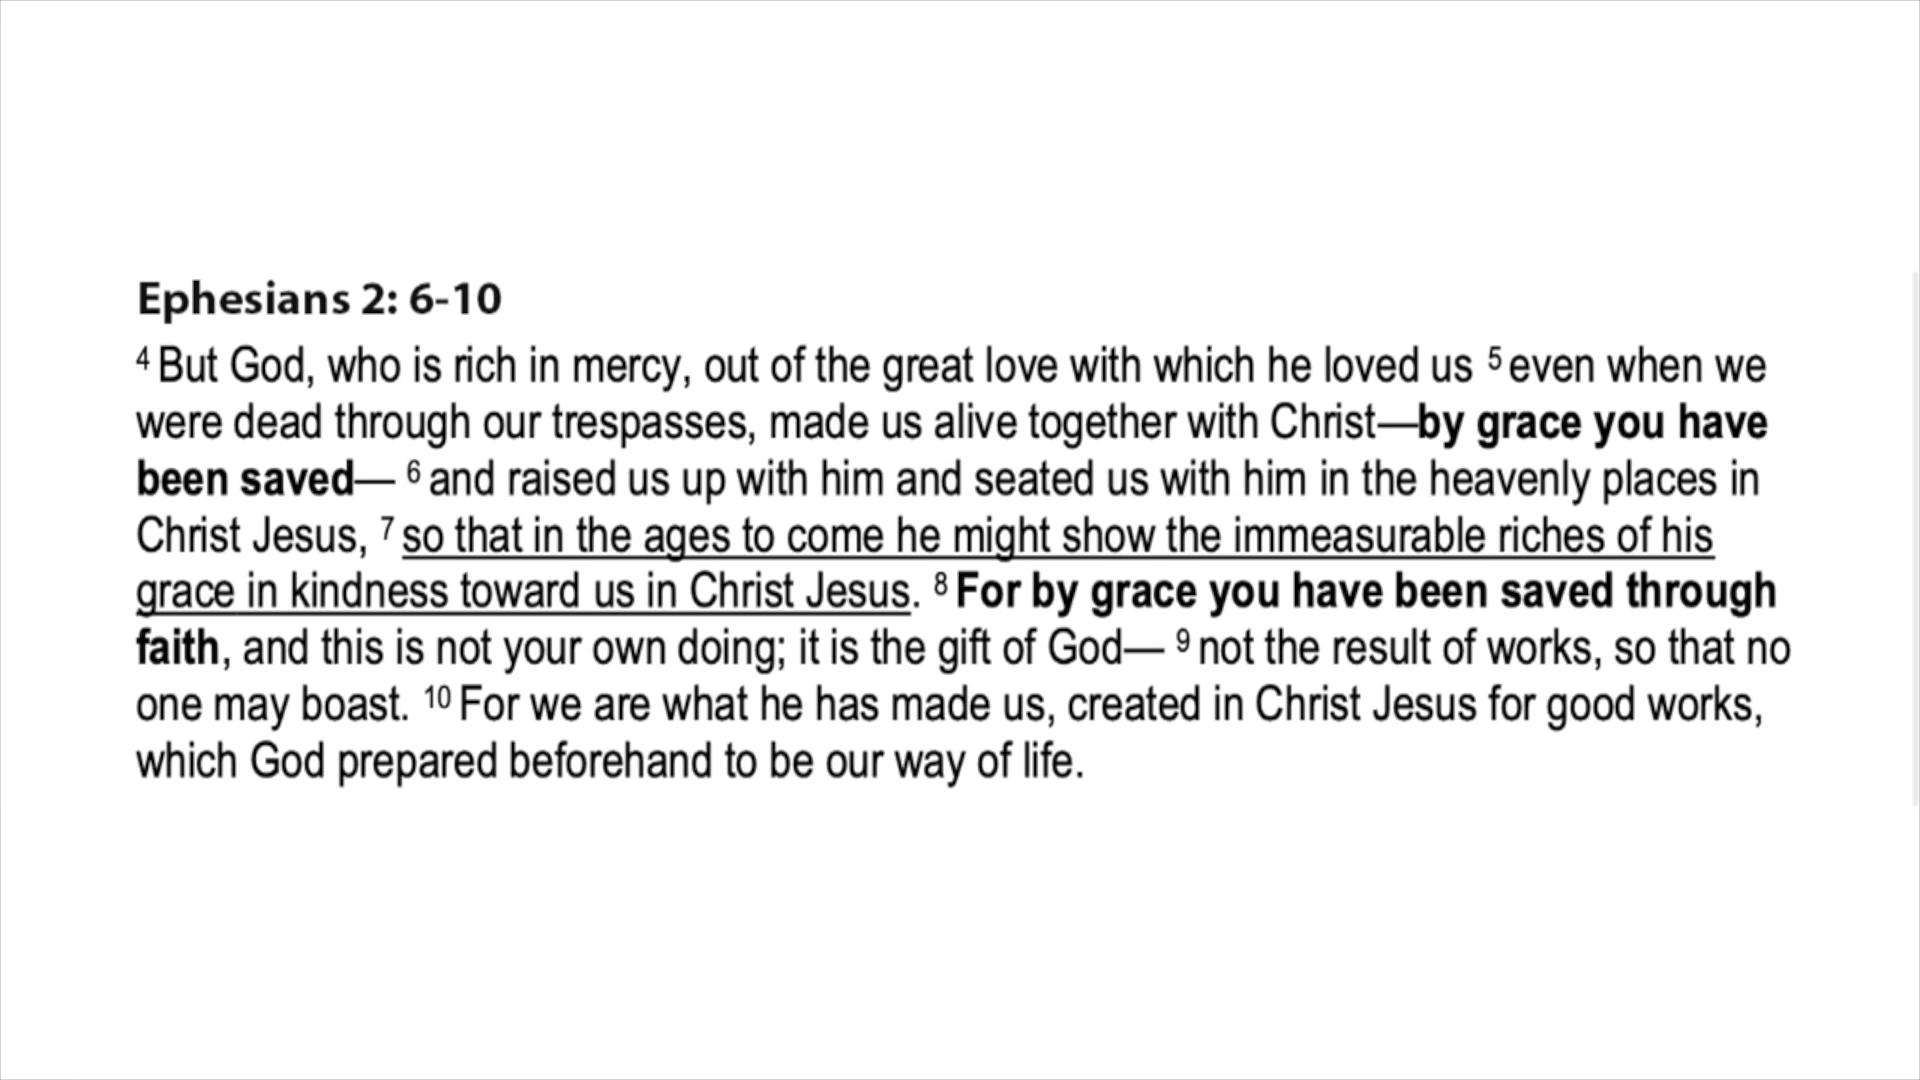 Ephesians 2: 6-10
4 But God, who is rich in mercy, out of the great love with which he loved us 5 even when we
were dead through our trespasses, made us alive together with Christ—by grace you have
been saved— 6 and raised us up with him and seated us with him in the heavenly places in
Christ Jesus, 7 so that in the ages to come he might show the immeasurable riches of his
grace in kindness toward us in Christ Jesus. 8 For by grace you have been saved through
faith, and this is not your own doing; it is the gift of God— 9 not the result of works, so that no
one may boast. 10 For we are what he has made us, created in Christ Jesus for good works,
which God prepared beforehand to be our way of life.